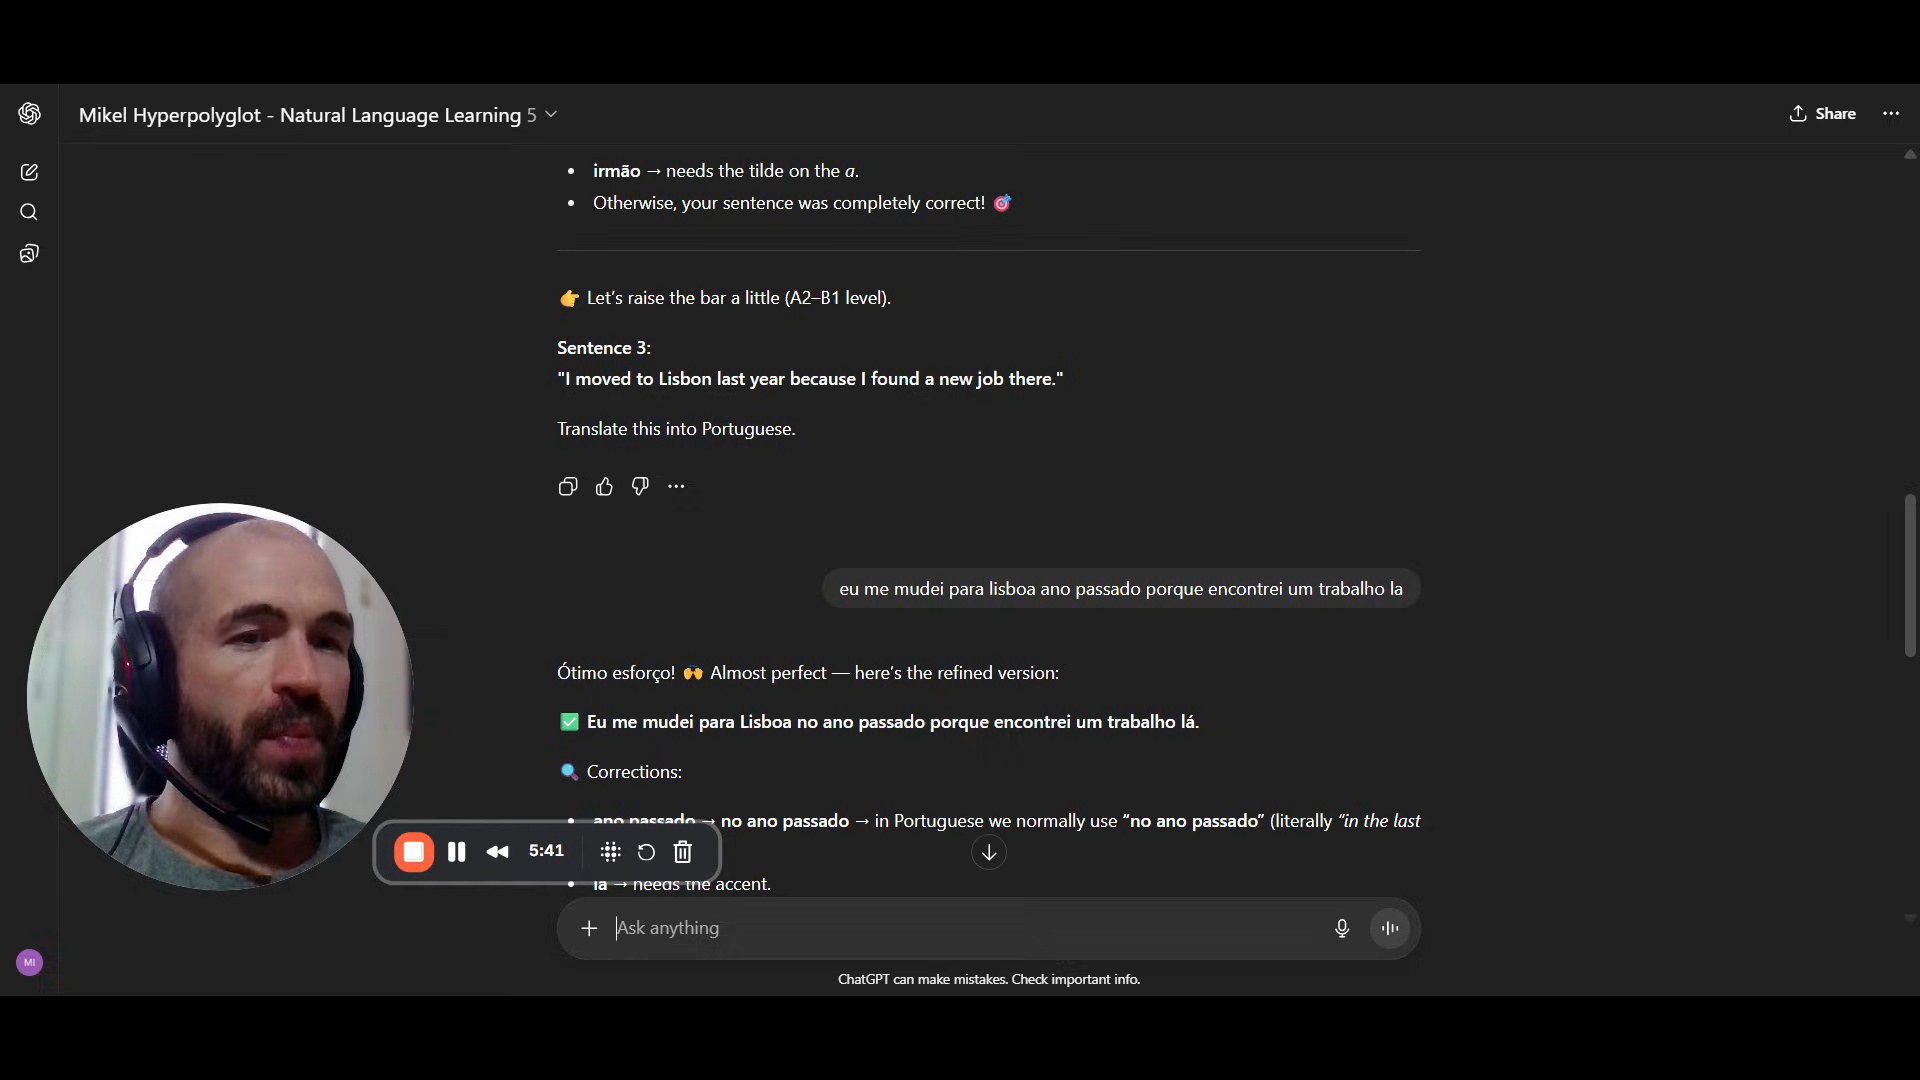 Mikel Hyperpolyglot - Natural Language Learning 5
Share
irmão → needs the tilde on the a.
Otherwise, your sentence was completely correct! 🎯
👉 Let’s raise the bar a little (A2–B1 level).
Sentence 3:
"I moved to Lisbon last year because I found a new job there."
Translate this into Portuguese.
eu me mudei para lisboa ano passado porque encontrei um trabalho la
Ótimo esforço! 🙌 Almost perfect — here’s the refined version:
✅ Eu me mudei para Lisboa no ano passado porque encontrei um trabalho lá.
🔍 Corrections:
ano passado → no ano passado → in Portuguese we normally use “no ano passado” (literally “in the last
5:41
la → needs the accent.
Ask anything
MI
ChatGPT can make mistakes. Check important info.